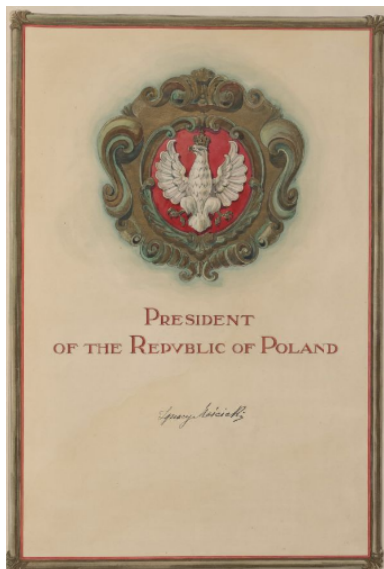 PRESIDENT
OF THE REPVBLIC OF POLAND
Ignacy Mościcki